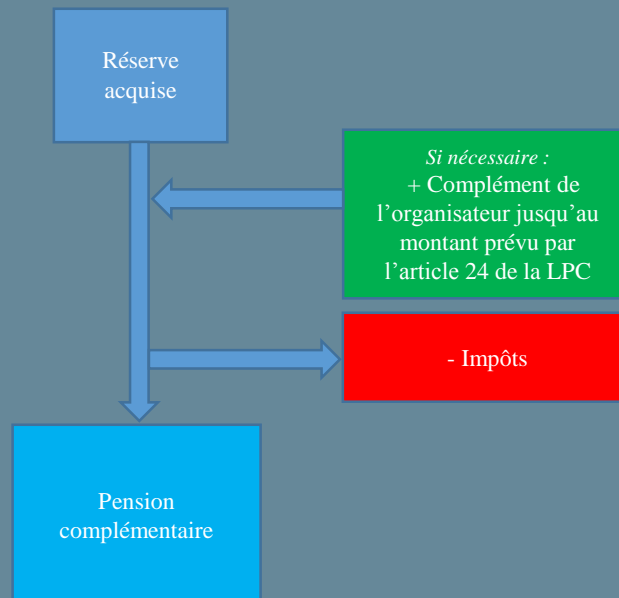 Réserve
acquise
Si nécessaire :
+ Complément de
l'organisateur jusqu'au
montant prévu par
l'article 24 de la LPC
- Impôts
Pension
complémentaire